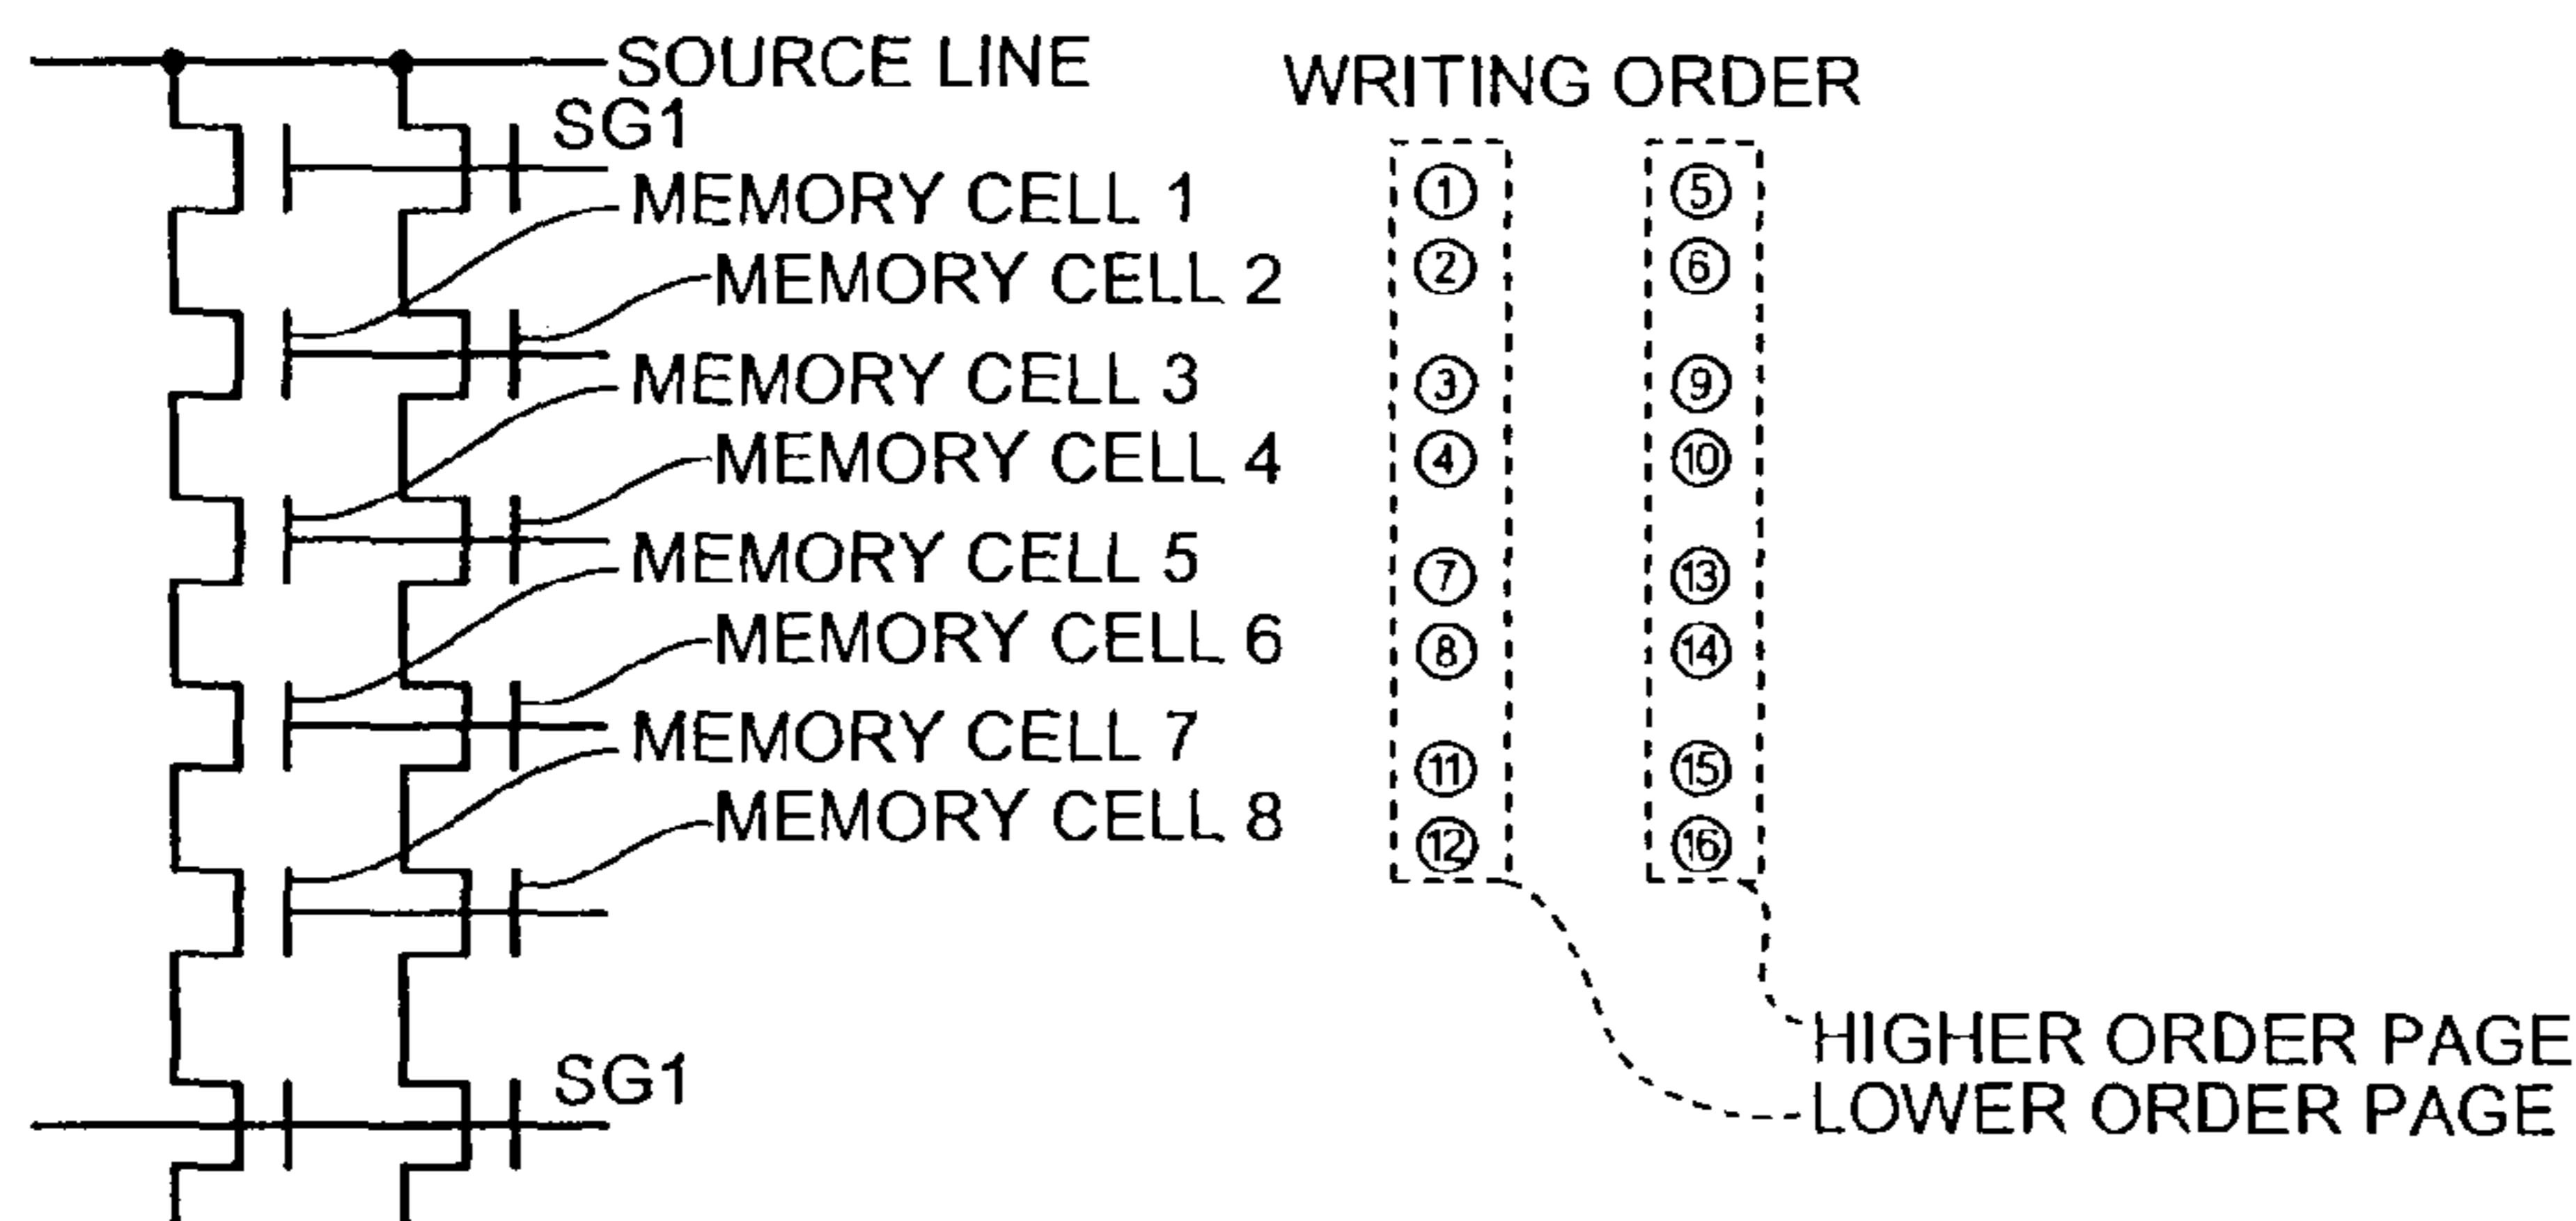 SOURCE LINE
SG1
MEMORY CELL 1
MEMORY CELL 2
MEMORY CELL 3
MEMORY CELL 4
MEMORY CELL 5
MEMORY CELL 6
MEMORY CELL 7
MEMORY CELL 8
SG1
WRITING ORDER
① ⑤
② ⑥
③ ⑨
④ ⑩
⑦ ⑬
⑧ ⑭
⑪ ⑮
⑫ ⑯
HIGHER ORDER PAGE
LOWER ORDER PAGE